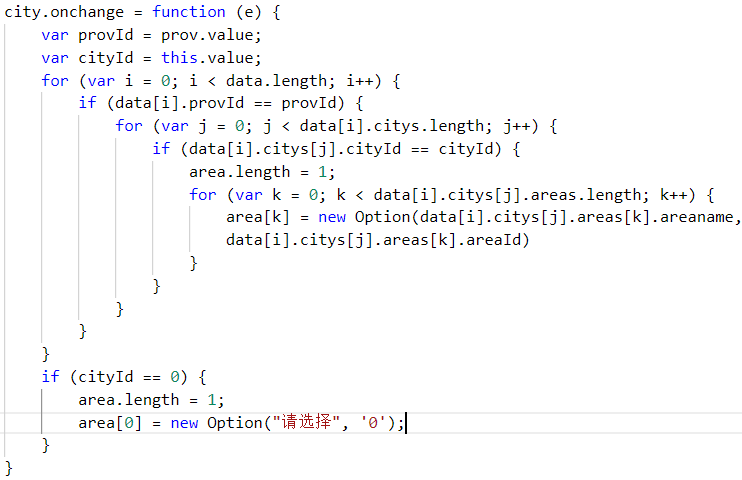 city.onchange = function (e) {
    var provId = prov.value;
    var cityId = this.value;
    for (var i = 0; i < data.length; i++) {
        if (data[i].provId == provId) {
            for (var j = 0; j < data[i].citys.length; j++) {
                if (data[i].citys[j].cityId == cityId) {
                    area.length = 1;
                    for (var k = 0; k < data[i].citys[j].areas.length; k++) {
                        area[k] = new Option(data[i].citys[j].areas[k].areaname,
                        data[i].citys[j].areas[k].areaId)
                    }
                }
            }
        }
    }
    if (cityId == 0) {
        area.length = 1;
        area[0] = new Option("请选择", '0');
    }
}